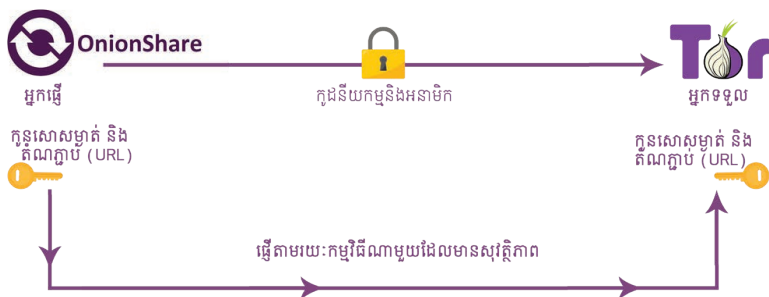 OnionShare
Tor
អ្នកផ្ញើ
កូដនីយកម្មនិងអនាមិក
អ្នកទទួល
កូនសោសម្ងាត់ និង
តំណភ្ជាប់ (URL)
កូនសោសម្ងាត់ និង
តំណភ្ជាប់ (URL)
ផ្ញើតាមរយៈកម្មវិធីណាមួយដែលមានសុវត្ថិភាព